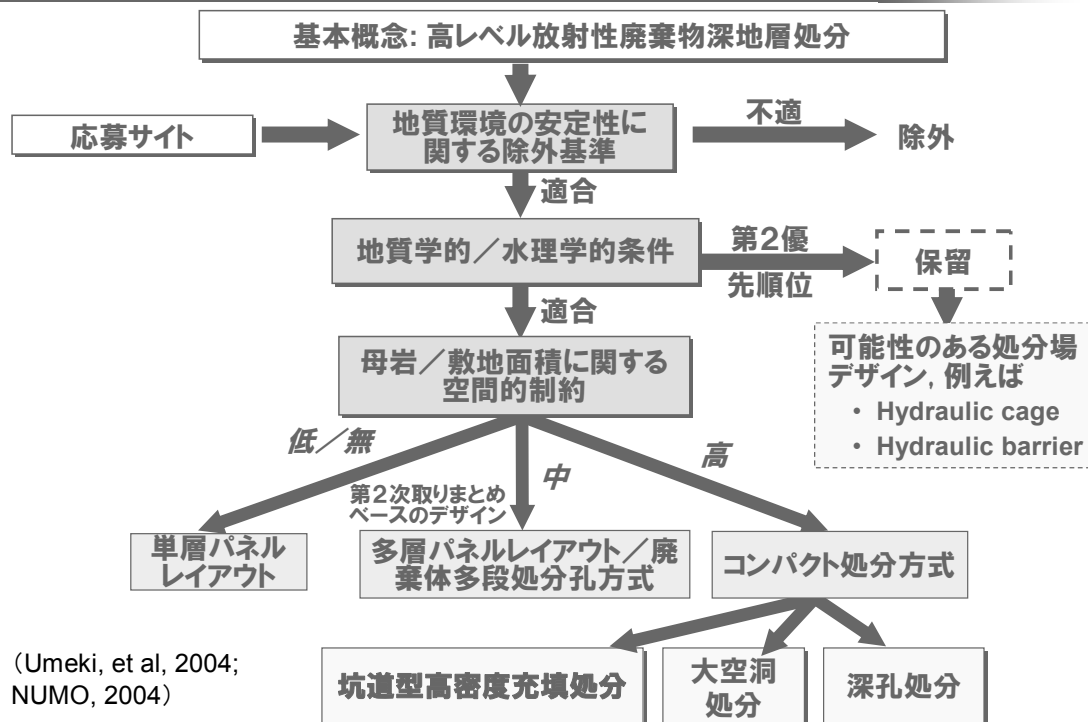 基本概念: 高レベル放射性廃棄物深地層処分
応募サイト
地質環境の安定性に
関する除外基準
不適
除外
適合
地質学的／水理学的条件
第２優
先順位
保留
適合
可能性のある処分場
デザイン, 例えば
• Hydraulic cage
• Hydraulic barrier
母岩／敷地面積に関する
空間的制約
低／無
中
高
第２次取りまとめ
ベースのデザイン
単層パネル
レイアウト
多層パネルレイアウト／廃
棄体多段処分孔方式
コンパクト処分方式
坑道型高密度充填処分
大空洞
処分
深孔処分
（Umeki, et al, 2004;
NUMO, 2004）